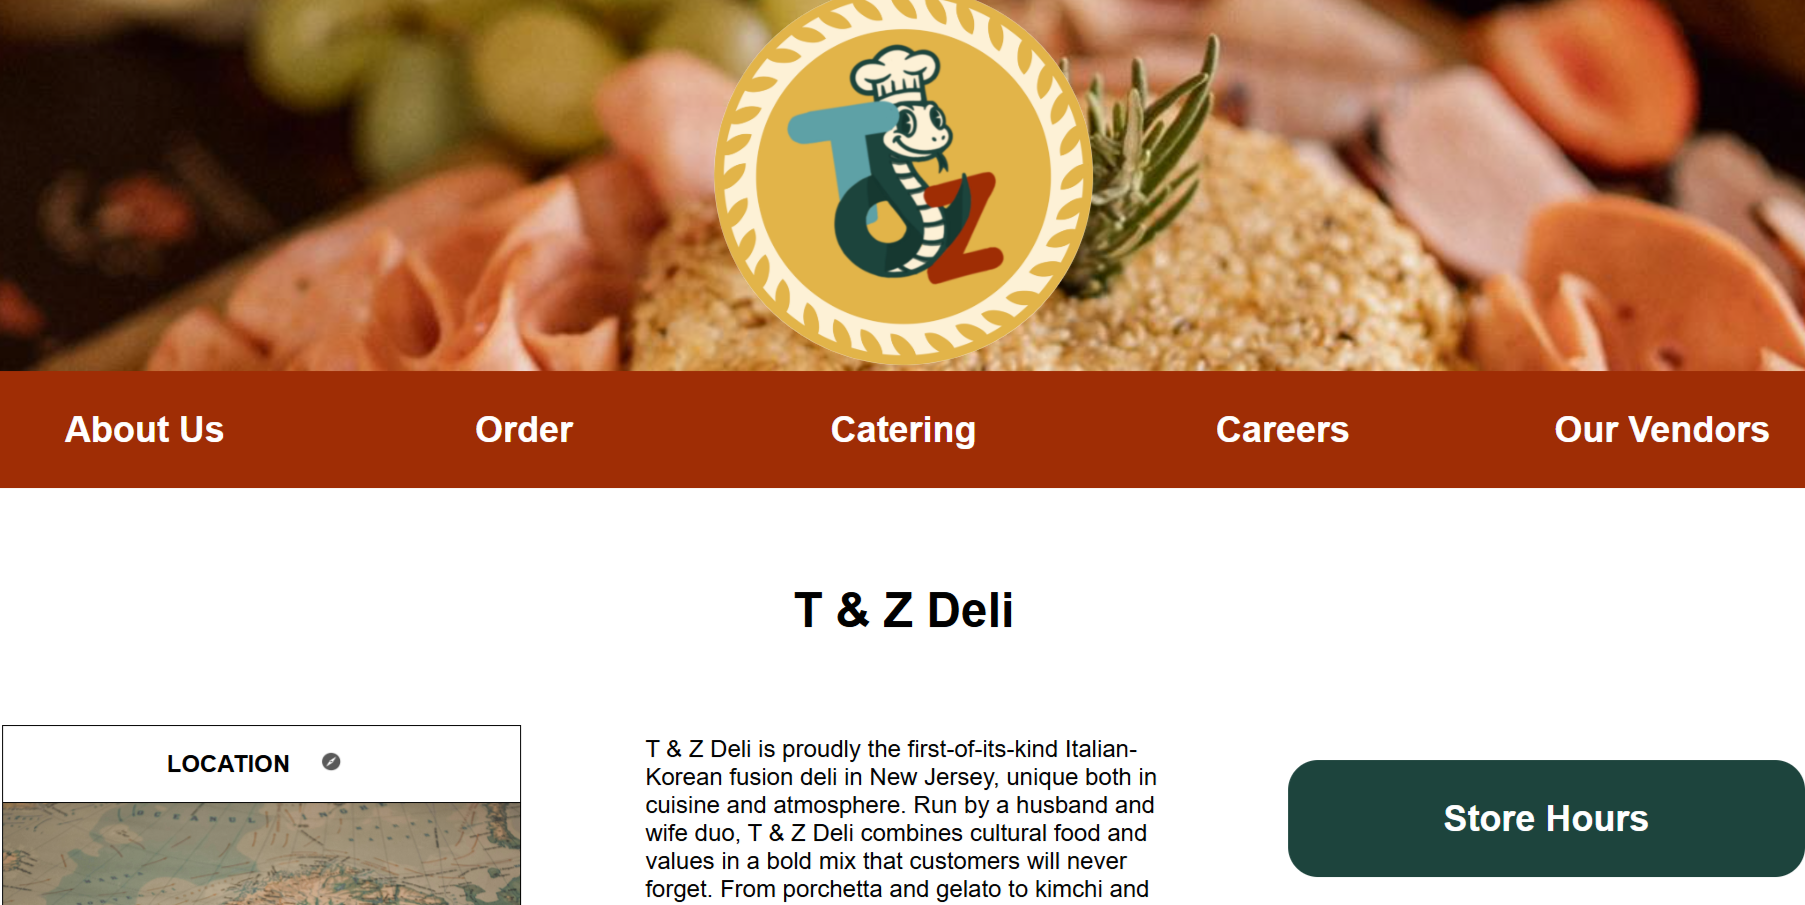 T Z
About Us Order Catering Careers Our Vendors
T & Z Deli
LOCATION
OCEANUS
T & Z Deli is proudly the first-of-its-kind Italian-
Korean fusion deli in New Jersey, unique both in
cuisine and atmosphere. Run by a husband and
wife duo, T & Z Deli combines cultural food and
values in a bold mix that customers will never
forget. From porchetta and gelato to kimchi and
Store Hours